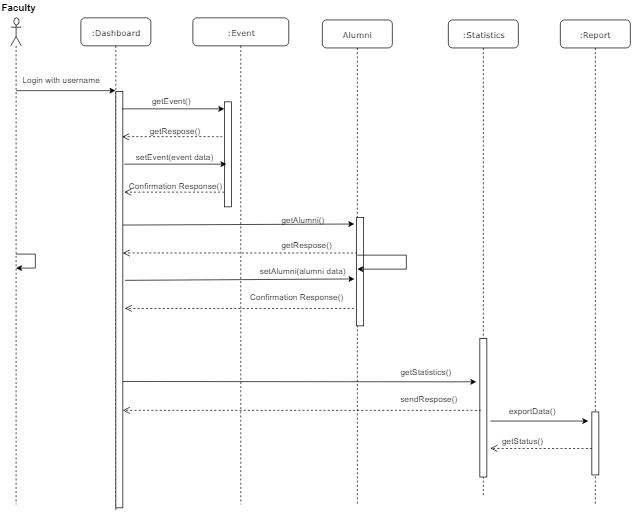 Faculty
:Dashboard
:Event
Alumni
:Statistics
:Report
Login with username
getEvent()
getRespose()
setEvent(event data)
Confirmation Response()
getAlumni()
getRespose()
setAlumni(alumni data)
Confirmation Response()
getStatistics()
sendRespose()
exportData()
getStatus()